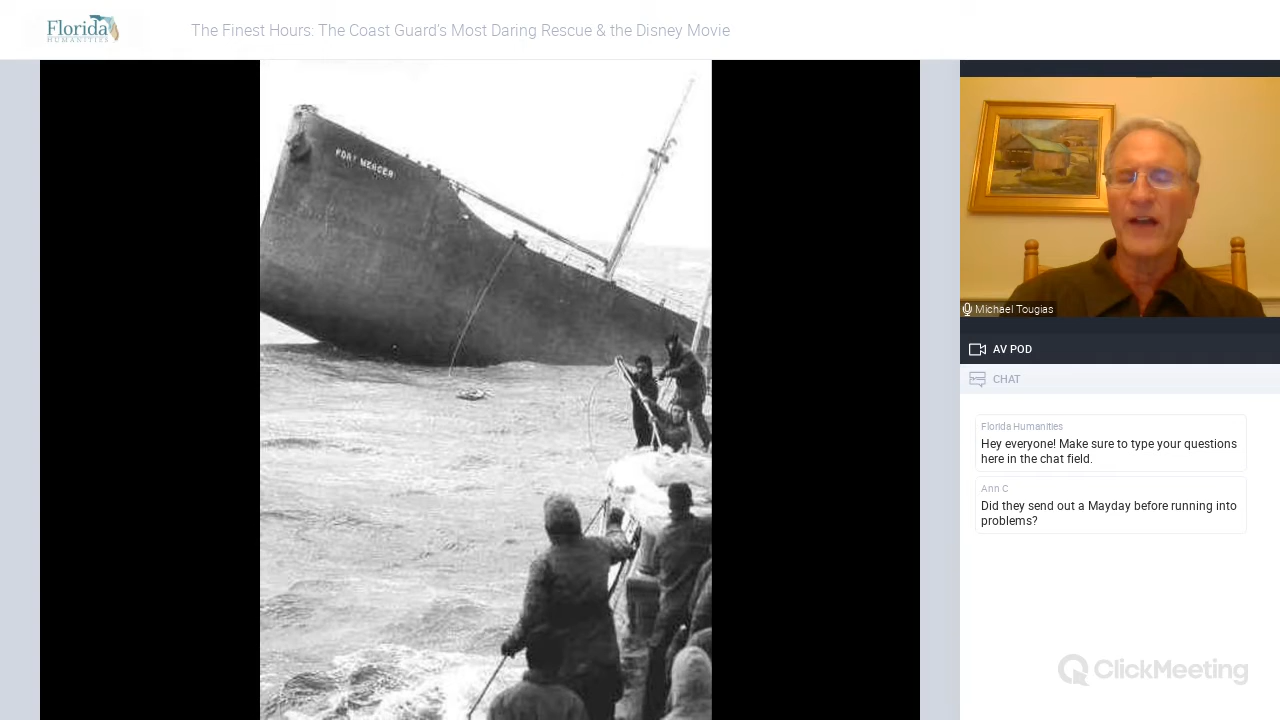 Florida
HUMANITIES
The Finest Hours: The Coast Guard's Most Daring Rescue & the Disney Movie
FORT MERCER
Michael Tougias
AV POD
CHAT
Florida Humanities
Hey everyone! Make sure to type your questions
here in the chat field.
Ann C
Did they send out a Mayday before running into
problems?
ClickMeeting